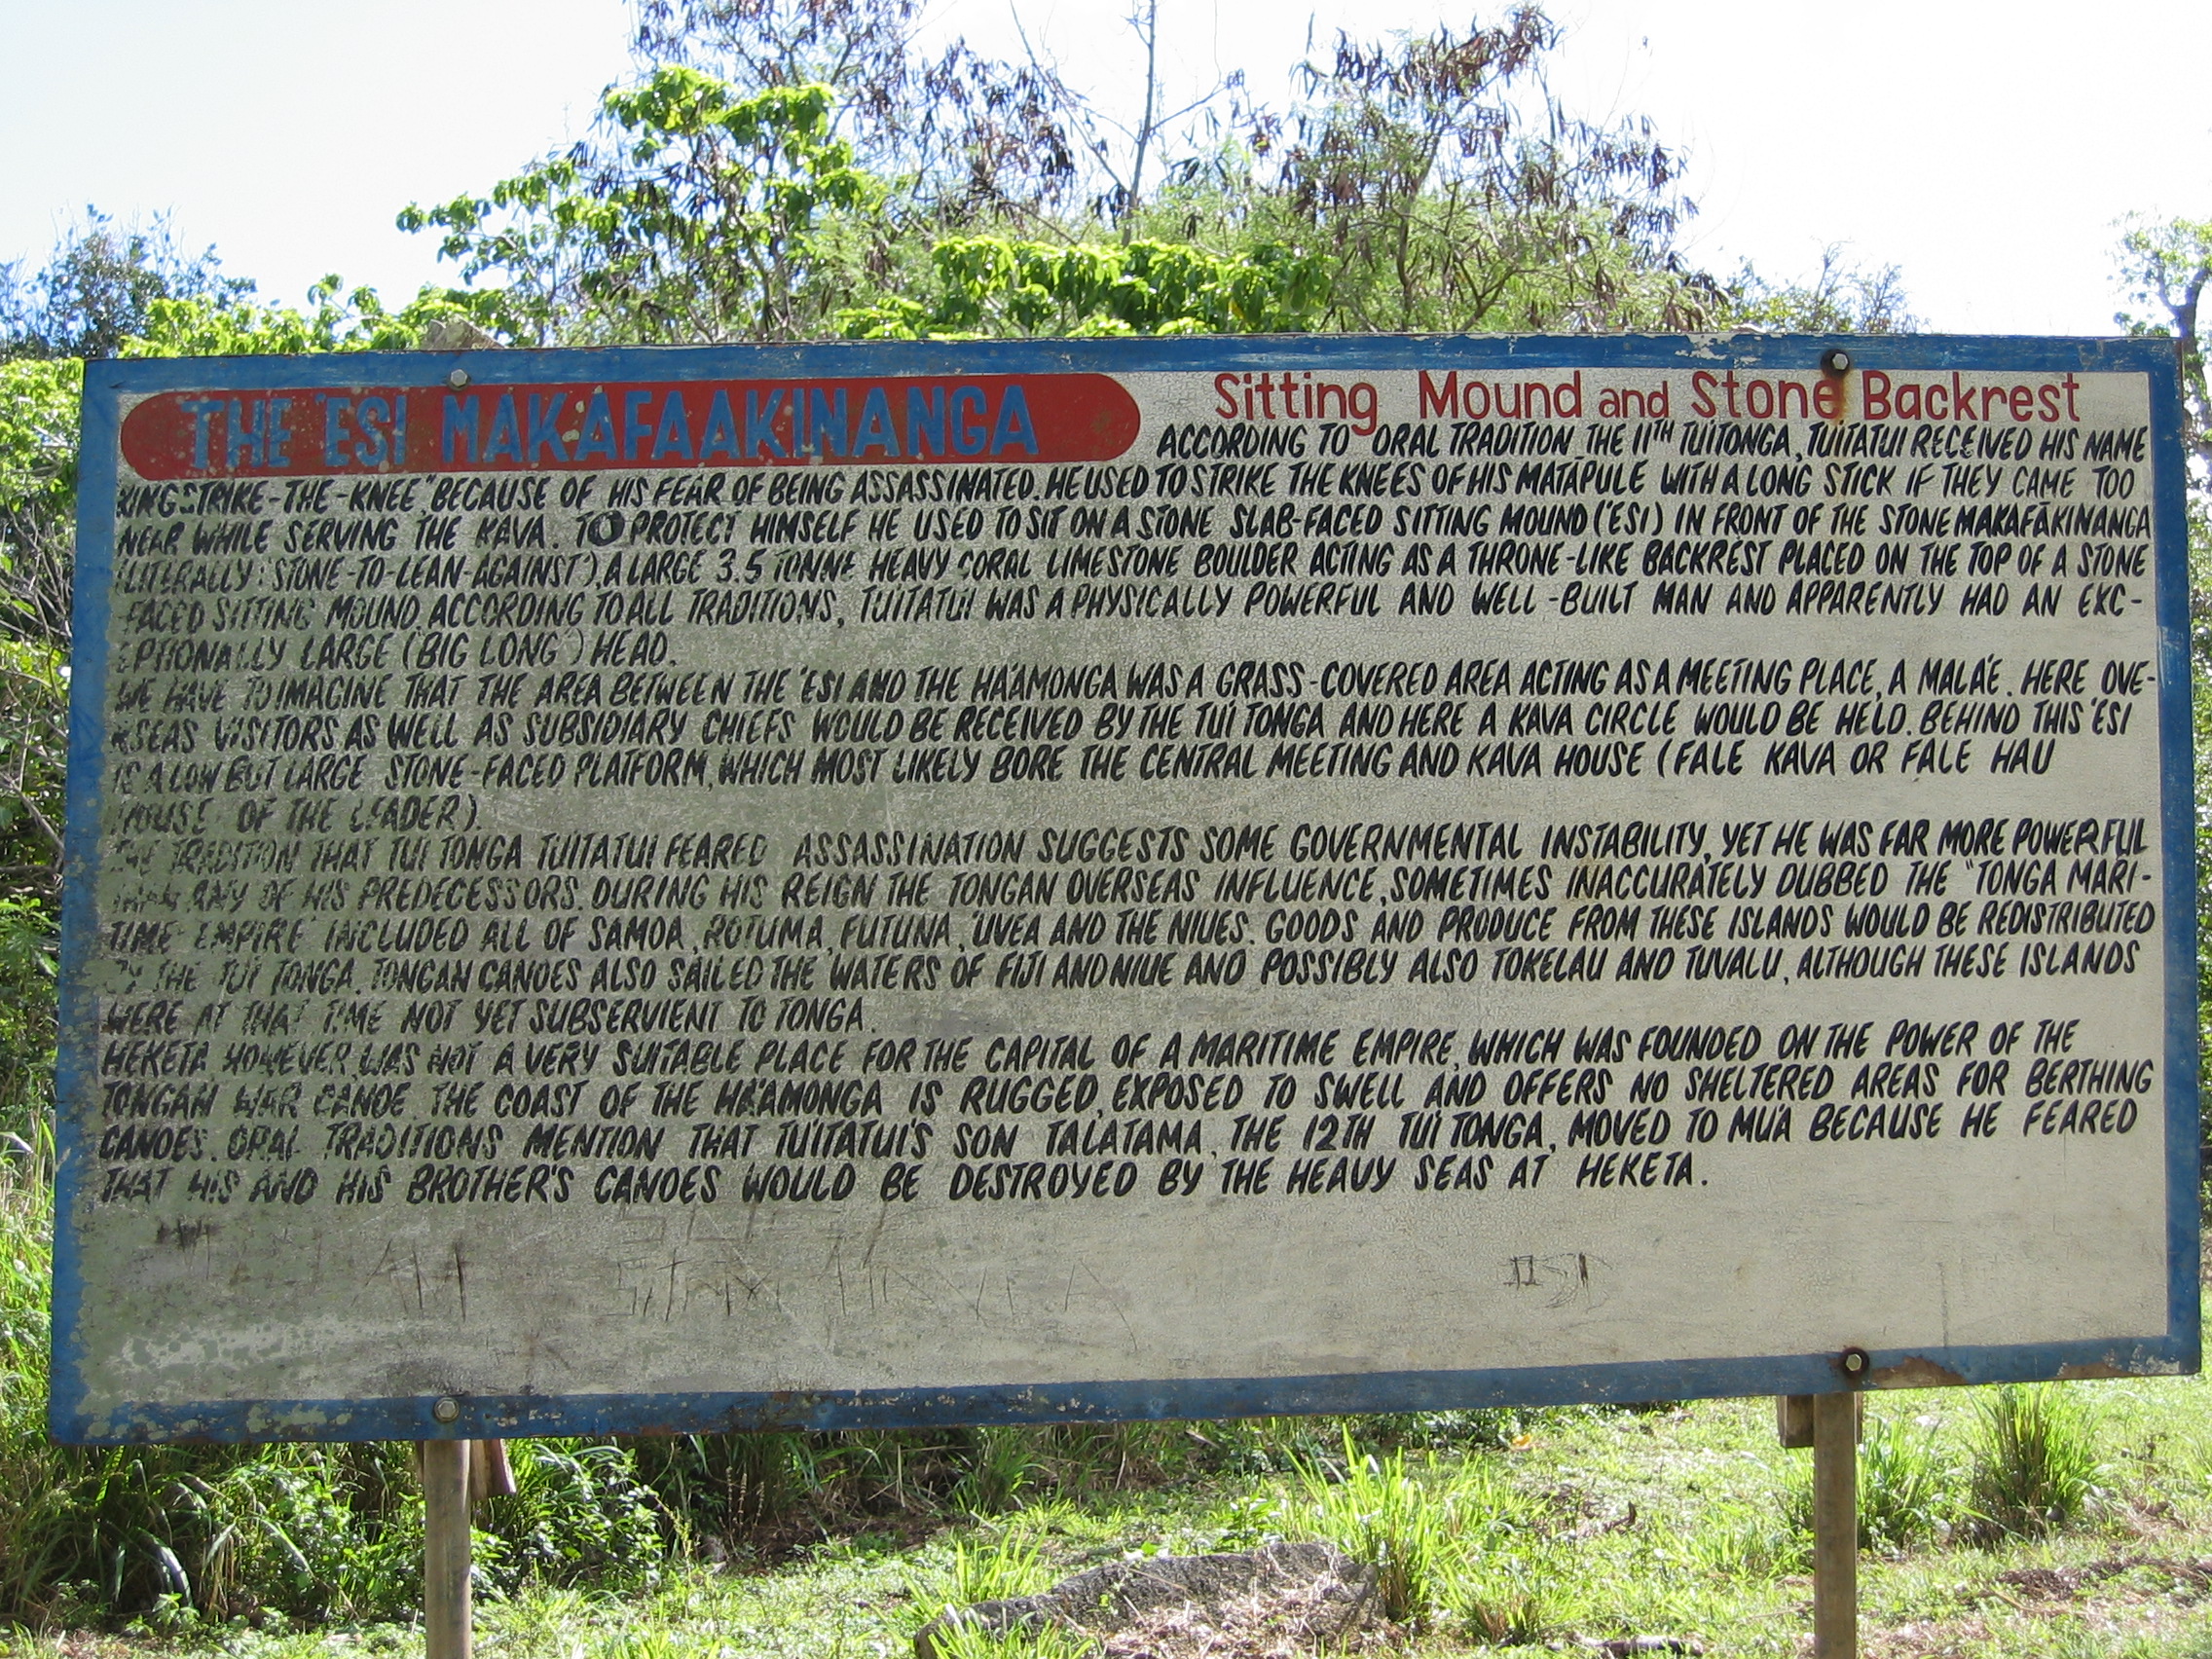 THE 'ESI MAKAFAAKINANGA
Sitting Mound and Stone Backrest
ACCORDING TO ORAL TRADITION THE 11TH TU'ITONGA, TU'ITATUI RECEIVED HIS NAME
KING STRIKE-THE-KNEE" BECAUSE OF HIS FEAR OF BEING ASSASSINATED. HE USED TO STRIKE THE KNEES OF HIS MATĀPULE WITH A LONG STICK IF THEY CAME TOO
NEAR WHILE SERVING THE KAVA. TO PROTECT HIMSELF HE USED TO SIT ON A STONE SLAB-FACED SITTING MOUND ('ESI) IN FRONT OF THE STONE MAKAFĀKINANGA
(LITERALLY: STONE-TO-LEAN-AGAINST'), A LARGE 3.5 TONNE HEAVY CORAL LIMESTONE BOULDER ACTING AS A THRONE-LIKE BACKREST PLACED ON THE TOP OF A STONE
-FACED SITTING MOUND. ACCORDING TO ALL TRADITIONS, TU'ITATUI WAS A PHYSICALLY POWERFUL AND WELL-BUILT MAN AND APPARENTLY HAD AN EXC-
EPTIONALLY LARGE (BIG LONG') HEAD.
WE HAVE TO IMAGINE THAT THE AREA BETWEEN THE 'ESI AND THE HA'AMONGA WAS A GRASS-COVERED AREA ACTING AS A MEETING PLACE, A MALA'E. HERE OVE-
RSEAS VISITORS AS WELL AS SUBSIDIARY CHIEFS WOULD BE RECEIVED BY THE TU'I TONGA AND HERE A KAVA CIRCLE WOULD BE HELD. BEHIND THIS 'ESI
IS A LOW BUT LARGE STONE-FACED PLATFORM, WHICH MOST LIKELY BORE THE CENTRAL MEETING AND KAVA HOUSE (FALE KAVA OR FALE HAU
HOUSE OF THE LEADER).
THE TRADITION THAT TUI TONGA TU'ITATUI FEARED ASSASSINATION SUGGESTS SOME GOVERNMENTAL INSTABILITY, YET HE WAS FAR MORE POWERFUL
THAN ANY OF HIS PREDECESSORS. DURING HIS REIGN THE TONGAN OVERSEAS INFLUENCE, SOMETIMES INACCURATELY DUBBED THE "TONGA MARI-
TIME EMPIRE" INCLUDED ALL OF SAMOA, ROTUMA, FUTUNA, 'UVEA AND THE NIUES. GOODS AND PRODUCE FROM THESE ISLANDS WOULD BE REDISTRIBUTED
BY THE TUI TONGA. TONGAN CANOES ALSO SAILED THE WATERS OF FIJI AND NIUE AND POSSIBLY ALSO TOKELAU AND TUVALU, ALTHOUGH THESE ISLANDS
WERE AT THAT TIME NOT YET SUBSERVIENT TO TONGA.
HEKETA HOWEVER, WAS NOT A VERY SUITABLE PLACE FOR THE CAPITAL OF A MARITIME EMPIRE, WHICH WAS FOUNDED ON THE POWER OF THE
TONGAN WAR CANOE. THE COAST OF THE HA'AMONGA IS RUGGED, EXPOSED TO SWELL AND OFFERS NO SHELTERED AREAS FOR BERTHING
CANOES. ORAL TRADITIONS MENTION THAT TU'ITATUI'S SON TALATAMA, THE 12TH TU'I TONGA, MOVED TO MU'A BECAUSE HE FEARED
THAT HIS AND HIS BROTHER'S CANOES WOULD BE DESTROYED BY THE HEAVY SEAS AT HEKETA.